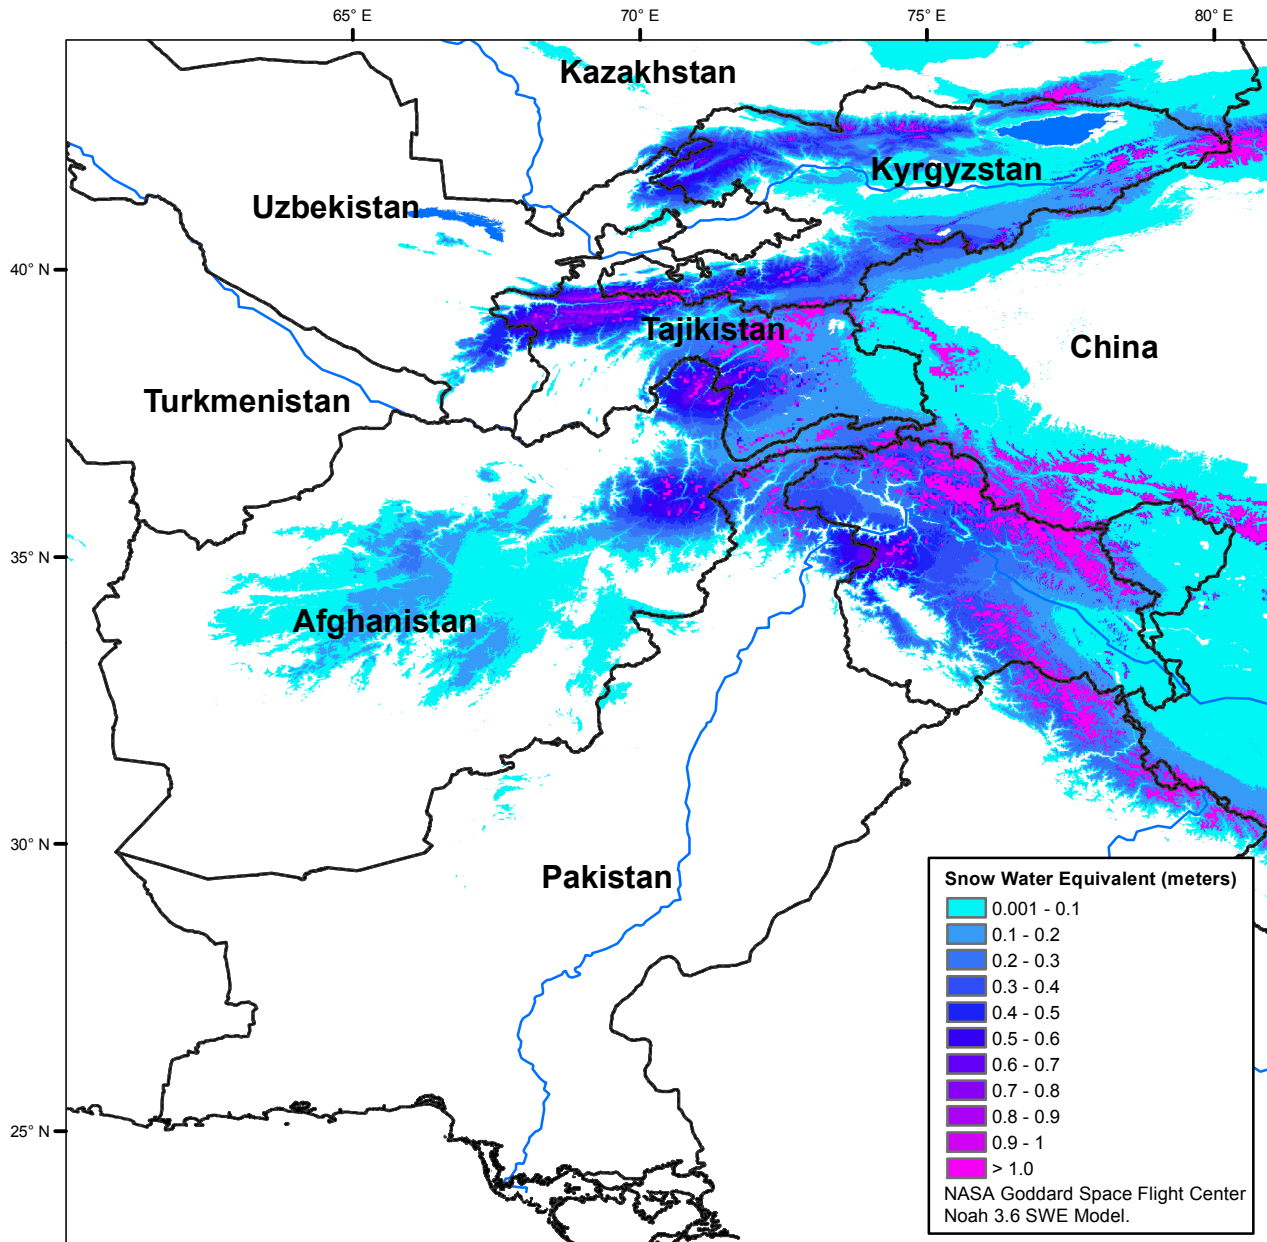 65° E
70° E
75° E
80° E
Kazakhstan
Kyrgyzstan
Uzbekistan
40° N
Tajikistan
China
Turkmenistan
35° N
Afghanistan
30° N
Pakistan
25° N
Snow Water Equivalent (meters)
0.001 - 0.1
0.1 - 0.2
0.2 - 0.3
0.3 - 0.4
0.4 - 0.5
0.5 - 0.6
0.6 - 0.7
0.7 - 0.8
0.8 - 0.9
0.9 - 1
> 1.0
NASA Goddard Space Flight Center
Noah 3.6 SWE Model.